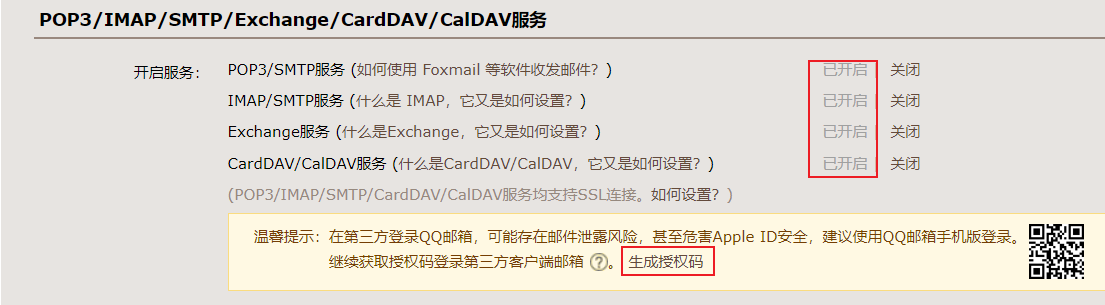 POP3/IMAP/SMTP/Exchange/CardDAV/CalDAV服务
开启服务： POP3/SMTP服务 (如何使用 Foxmail 等软件收发邮件？) 已开启 | 关闭
IMAP/SMTP服务 (什么是 IMAP，它又是如何设置？) 已开启 | 关闭
Exchange服务 (什么是Exchange，它又是如何设置？) 已开启 | 关闭
CardDAV/CalDAV服务 (什么是CardDAV/CalDAV，它又是如何设置？) 已开启 | 关闭
(POP3/IMAP/SMTP/CardDAV/CalDAV服务均支持SSL连接。如何设置？)
温馨提示：在第三方登录QQ邮箱，可能存在邮件泄露风险，甚至危害Apple ID安全，建议使用QQ邮箱手机版登录。
继续获取授权码登录第三方客户端邮箱 ?。 生成授权码